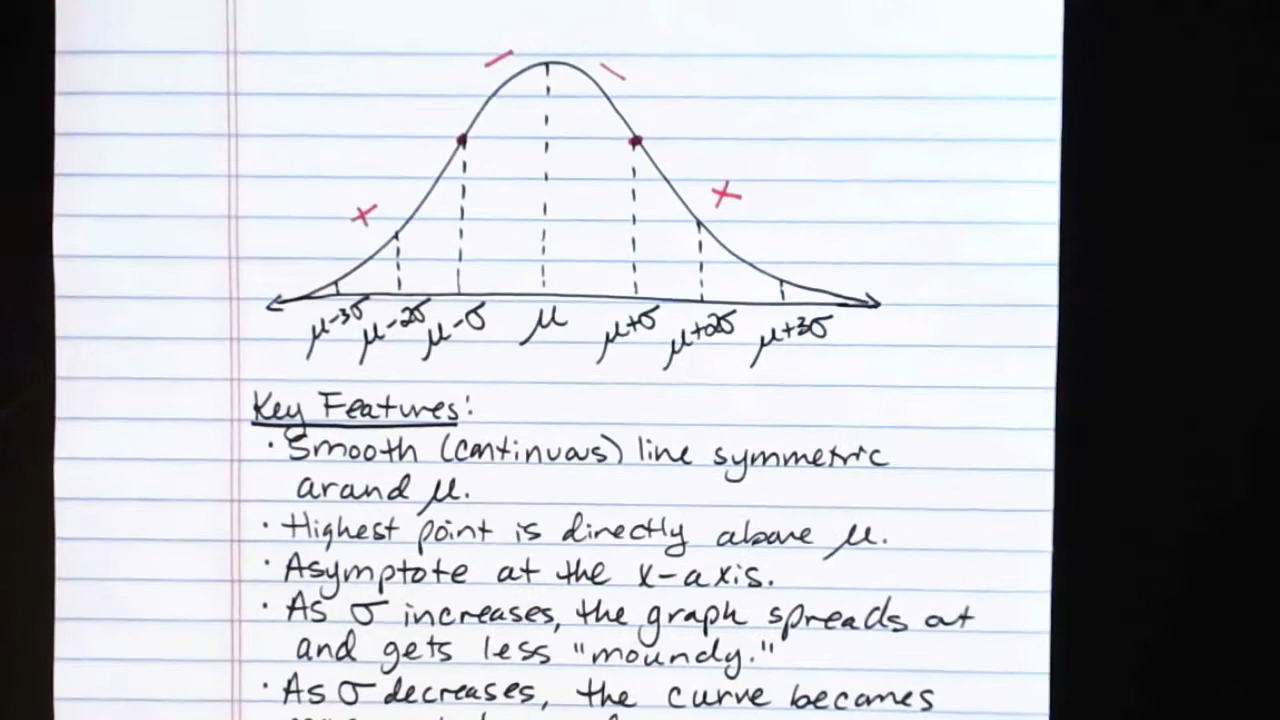 μ-3σ μ-2σ μ-σ μ μ+σ μ+2σ μ+3σ
Key Features:
· Smooth (continuous) line symmetric
around μ.
· Highest point is directly above μ.
· Asymptote at the x-axis.
· As σ increases, the graph spreads out
and gets less "moundy."
· As σ decreases, the curve becomes